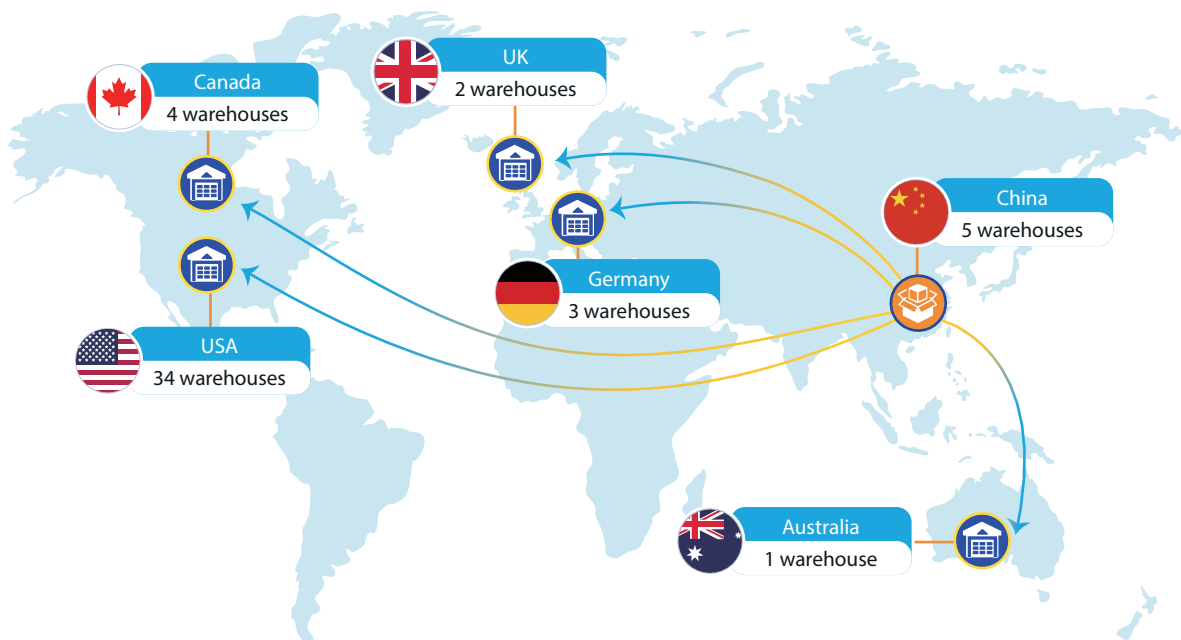 UK
2 warehouses
Canada
4 warehouses
China
5 warehouses
Germany
3 warehouses
USA
34 warehouses
Australia
1 warehouse